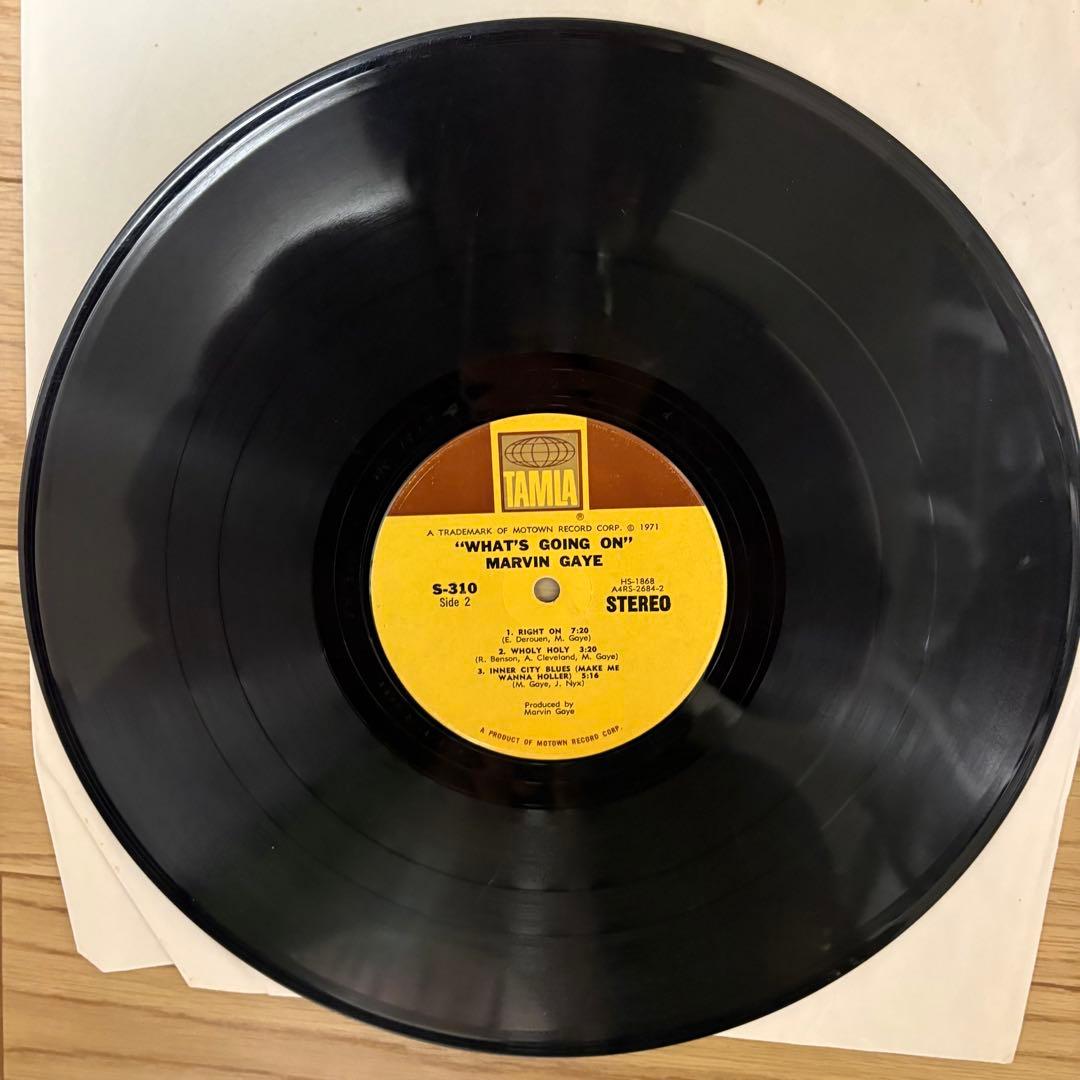 TAMLA
®
A TRADEMARK OF MOTOWN RECORD CORP. © 1971
"WHAT'S GOING ON"
MARVIN GAYE
S-310
Side 2
HS-1868
A4RS-2684-2
STEREO
1. RIGHT ON 7:20
(E. Derouen, M. Gaye)
2. WHOLY HOLY 3:20
(R. Benson, A. Cleveland, M. Gaye)
3. INNER CITY BLUES (MAKE ME
WANNA HOLLER) 5:16
(M. Gaye, J. Nyx)
Produced by
Marvin Gaye
A PRODUCT OF MOTOWN RECORD CORP.